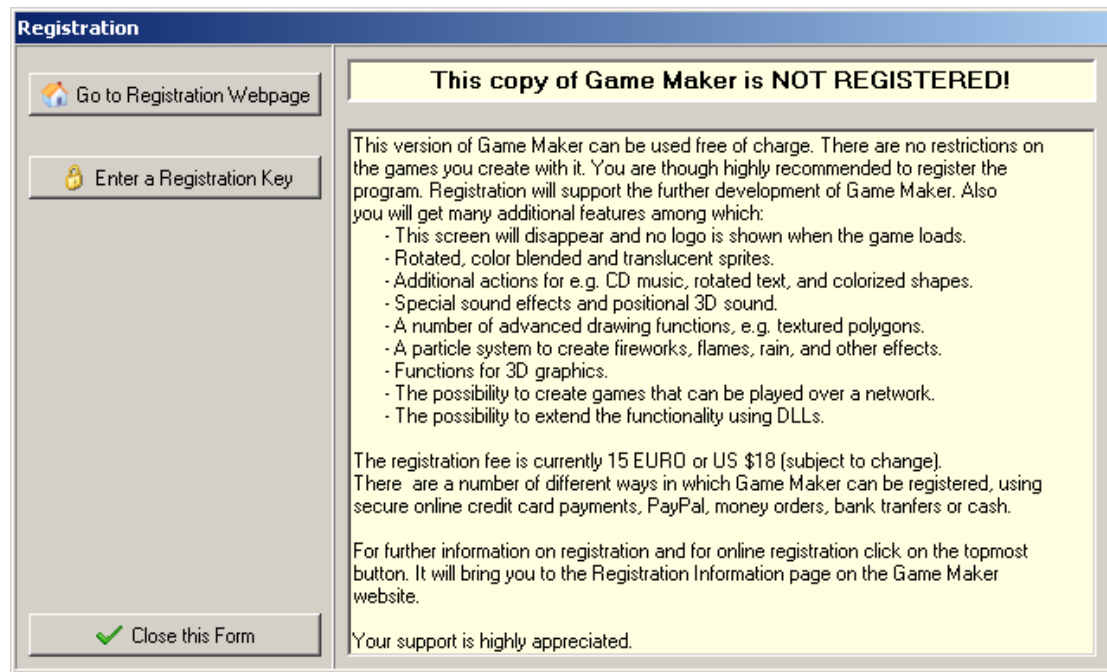 Registration
Go to Registration Webpage
Enter a Registration Key
Close this Form
This copy of Game Maker is NOT REGISTERED!
This version of Game Maker can be used free of charge. There are no restrictions on
the games you create with it. You are though highly recommended to register the
program. Registration will support the further development of Game Maker. Also
you will get many additional features among which:
- This screen will disappear and no logo is shown when the game loads.
- Rotated, color blended and translucent sprites.
- Additional actions for e.g. CD music, rotated text, and colorized shapes.
- Special sound effects and positional 3D sound.
- A number of advanced drawing functions, e.g. textured polygons.
- A particle system to create fireworks, flames, rain, and other effects.
- Functions for 3D graphics.
- The possibility to create games that can be played over a network.
- The possibility to extend the functionality using DLLs.
The registration fee is currently 15 EURO or US $18 (subject to change).
There are a number of different ways in which Game Maker can be registered, using
secure online credit card payments, PayPal, money orders, bank tranfers or cash.
For further information on registration and for online registration click on the topmost
button. It will bring you to the Registration Information page on the Game Maker
website.
Your support is highly appreciated.